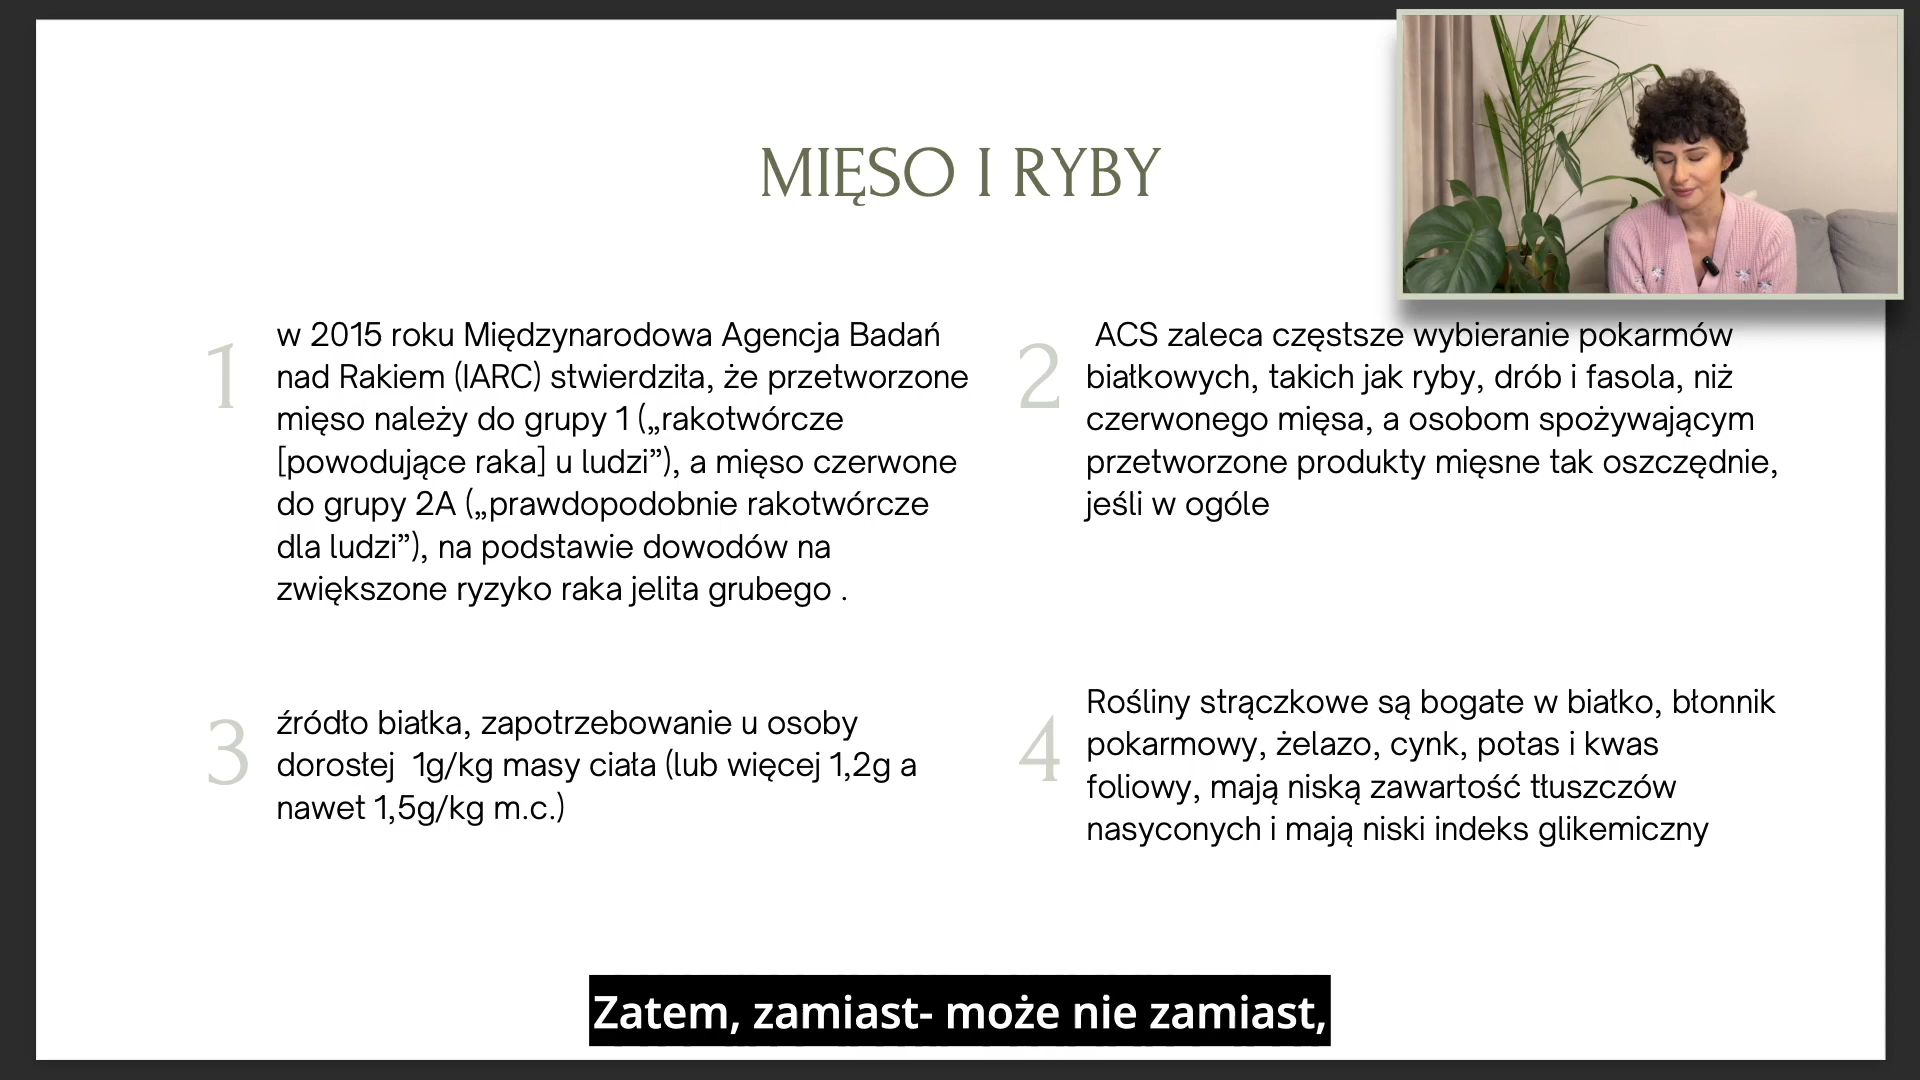 MIĘSO I RYBY
1
w 2015 roku Międzynarodowa Agencja Badań
nad Rakiem (IARC) stwierdziła, że przetworzone
mięso należy do grupy 1 („rakotwórcze
[powodujące raka] u ludzi”), a mięso czerwone
do grupy 2A („prawdopodobnie rakotwórcze
dla ludzi”), na podstawie dowodów na
zwiększone ryzyko raka jelita grubego .
2
ACS zaleca częstsze wybieranie pokarmów
białkowych, takich jak ryby, drób i fasola, niż
czerwonego mięsa, a osobom spożywającym
przetworzone produkty mięsne tak oszczędnie,
jeśli w ogóle
3
źródło białka, zapotrzebowanie u osoby
dorosłej  1g/kg masy ciała (lub więcej 1,2g a
nawet 1,5g/kg m.c.)
4
Rośliny strączkowe są bogate w białko, błonnik
pokarmowy, żelazo, cynk, potas i kwas
foliowy, mają niską zawartość tłuszczów
nasyconych i mają niski indeks glikemiczny
Zatem, zamiast- może nie zamiast,